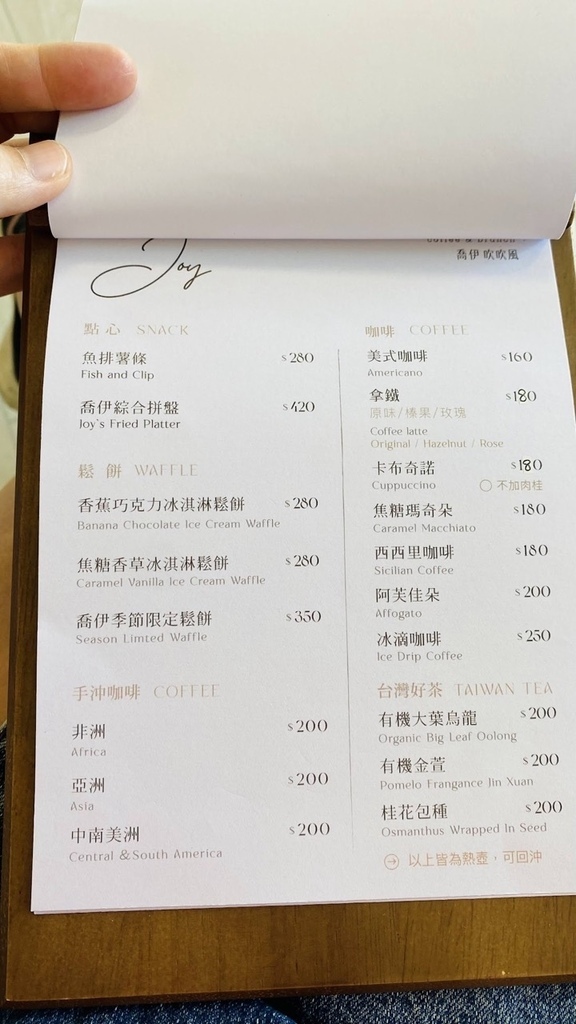 Joy
喬伊 吹吹風
點心 SNACK
魚排薯條 $280
Fish and Clip
喬伊綜合拼盤 $420
Joy's Fried Platter
鬆餅 WAFFLE
香蕉巧克力冰淇淋鬆餅 $280
Banana Chocolate Ice Cream Waffle
焦糖香草冰淇淋鬆餅 $280
Caramel Vanilla Ice Cream Waffle
喬伊季節限定鬆餅 $350
Season Limted Waffle
手沖咖啡 COFFEE
非洲 $200
Africa
亞洲 $200
Asia
中南美洲 $200
Central &South America
咖啡 COFFEE
美式咖啡 $160
Americano
拿鐵 $180
原味/榛果/玫瑰
Coffee latte
Original / Hazelnut / Rose
卡布奇諾 $180
Cuppuccino ○ 不加肉桂
焦糖瑪奇朵 $180
Caramel Macchiato
西西里咖啡 $180
Sicilian Coffee
阿芙佳朵 $200
Affogato
冰滴咖啡 $250
Ice Drip Coffee
台灣好茶 TAIWAN TEA
有機大葉烏龍 $200
Organic Big Leaf Oolong
有機金萱 $200
Pomelo Frangance Jin Xuan
桂花包種 $200
Osmanthus Wrapped In Seed
以上皆為熱壺，可回沖